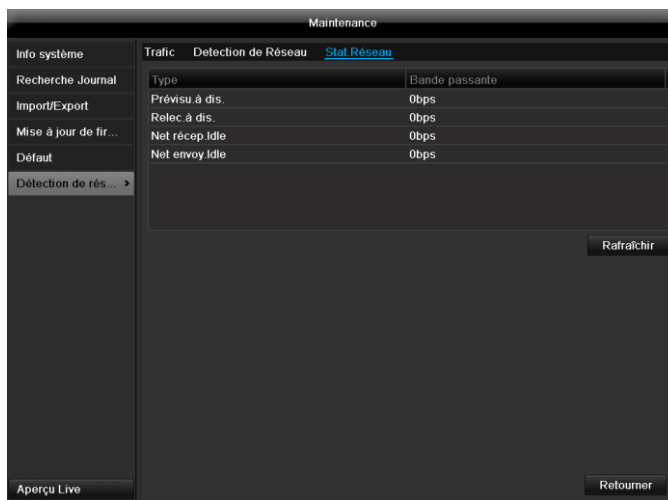 Maintenance
Info système
Recherche Journal
Import/Export
Mise à jour de fir...
Défaut
Détection de rés... >
Aperçu Live
Trafic Detection de Réseau Stat.Réseau
Type Bande passante
Prévisu.à dis. 0bps
Relec.à dis. 0bps
Net récep.Idle 0bps
Net envoy.Idle 0bps
Rafraîchir
Retourner